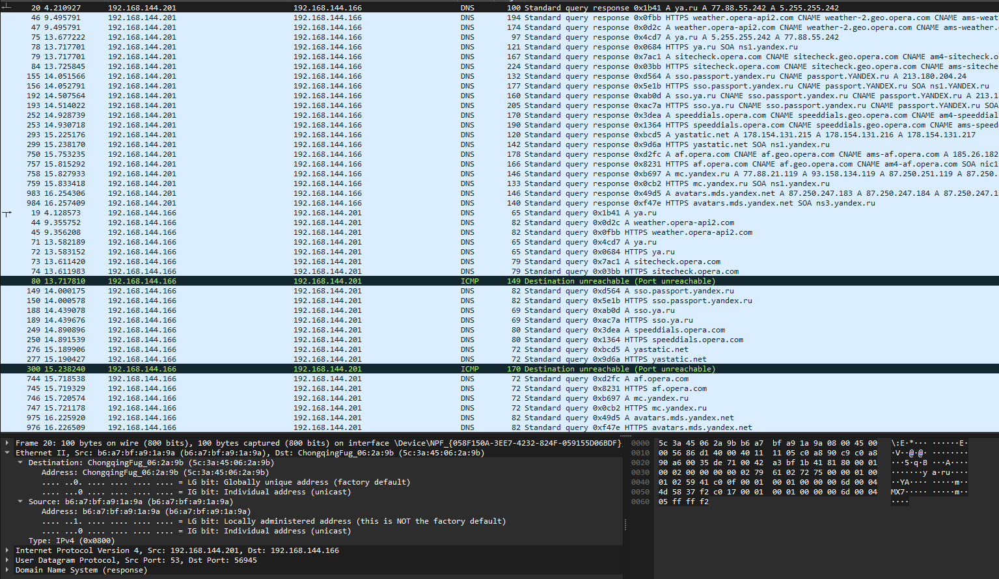 20 4.210927 192.168.144.201 192.168.144.166 DNS 100 Standard query response 0x1b41 A ya.ru A 77.88.55.242 A 5.255.255.242
46 9.495791 192.168.144.201 192.168.144.166 DNS 194 Standard query response 0x0fbb HTTPS weather.opera-api2.com CNAME weather-2.geo.opera.com CNAME ams-weat
47 9.495791 192.168.144.201 192.168.144.166 DNS 174 Standard query response 0x0d2c A weather.opera-api2.com CNAME weather-2.geo.opera.com CNAME ams-weather
75 13.677222 192.168.144.201 192.168.144.166 DNS 97 Standard query response 0x4cd7 A ya.ru A 5.255.255.242 A 77.88.55.242
78 13.717701 192.168.144.201 192.168.144.166 DNS 121 Standard query response 0x0684 HTTPS ya.ru SOA ns1.yandex.ru
79 13.717701 192.168.144.201 192.168.144.166 DNS 167 Standard query response 0x7ac1 A sitecheck.opera.com CNAME sitecheck.geo.opera.com CNAME am4-sitecheck.o
84 13.725845 192.168.144.201 192.168.144.166 DNS 224 Standard query response 0x03bb HTTPS sitecheck.opera.com CNAME sitecheck.geo.opera.com CNAME ams-siteche
155 14.051566 192.168.144.201 192.168.144.166 DNS 132 Standard query response 0xd564 A sso.passport.yandex.ru CNAME passport.YANDEX.ru A 213.180.204.24
156 14.052791 192.168.144.201 192.168.144.166 DNS 177 Standard query response 0x5e1b HTTPS sso.passport.yandex.ru CNAME passport.YANDEX.ru SOA ns1.YANDEX.ru
192 14.507564 192.168.144.201 192.168.144.166 DNS 160 Standard query response 0xab0d A sso.ya.ru CNAME sso.passport.yandex.ru CNAME passport.YANDEX.ru A 213.1
193 14.514022 192.168.144.201 192.168.144.166 DNS 205 Standard query response 0xac7a HTTPS sso.ya.ru CNAME sso.passport.yandex.ru CNAME passport.YANDEX.ru SOA
252 14.928739 192.168.144.201 192.168.144.166 DNS 170 Standard query response 0x3dea A speeddials.opera.com CNAME speeddials.geo.opera.com CNAME am4-speeddial
253 14.930718 192.168.144.201 192.168.144.166 DNS 190 Standard query response 0x1364 HTTPS speeddials.opera.com CNAME speeddials.geo.opera.com CNAME ams-speed
293 15.225176 192.168.144.201 192.168.144.166 DNS 120 Standard query response 0xbcd5 A yastatic.net A 178.154.131.215 A 178.154.131.216 A 178.154.131.217
299 15.238170 192.168.144.201 192.168.144.166 DNS 142 Standard query response 0x9d6a HTTPS yastatic.net SOA ns1.yandex.ru
750 15.753235 192.168.144.201 192.168.144.166 DNS 178 Standard query response 0xd2fc A af.opera.com CNAME af.geo.opera.com CNAME ams-af.opera.com A 185.26.182
757 15.815292 192.168.144.201 192.168.144.166 DNS 166 Standard query response 0x8231 HTTPS af.opera.com CNAME af.geo.opera.com CNAME am4-af.opera.com SOA nic1
758 15.827933 192.168.144.201 192.168.144.166 DNS 146 Standard query response 0xb697 A mc.yandex.ru A 77.88.21.119 A 93.158.134.119 A 87.250.251.119 A 87.250.
759 15.833418 192.168.144.201 192.168.144.166 DNS 133 Standard query response 0x0cb2 HTTPS mc.yandex.ru SOA ns1.yandex.ru
983 16.254306 192.168.144.201 192.168.144.166 DNS 146 Standard query response 0x49d5 A avatars.mds.yandex.net A 87.250.247.183 A 87.250.247.184 A 87.250.247.1
984 16.257409 192.168.144.201 192.168.144.166 DNS 140 Standard query response 0xf47e HTTPS avatars.mds.yandex.net SOA ns3.yandex.ru
19 4.128573 192.168.144.166 192.168.144.201 DNS 65 Standard query 0x1b41 A ya.ru
44 9.355752 192.168.144.166 192.168.144.201 DNS 82 Standard query 0x0d2c A weather.opera-api2.com
45 9.356208 192.168.144.166 192.168.144.201 DNS 82 Standard query 0x0fbb HTTPS weather.opera-api2.com
71 13.582189 192.168.144.166 192.168.144.201 DNS 65 Standard query 0x4cd7 A ya.ru
72 13.583152 192.168.144.166 192.168.144.201 DNS 65 Standard query 0x0684 HTTPS ya.ru
73 13.611420 192.168.144.166 192.168.144.201 DNS 79 Standard query 0x7ac1 A sitecheck.opera.com
74 13.611983 192.168.144.166 192.168.144.201 DNS 79 Standard query 0x03bb HTTPS sitecheck.opera.com
80 13.717810 192.168.144.166 192.168.144.201 ICMP 149 Destination unreachable (Port unreachable)
149 14.000175 192.168.144.166 192.168.144.201 DNS 82 Standard query 0xd564 A sso.passport.yandex.ru
150 14.000578 192.168.144.166 192.168.144.201 DNS 82 Standard query 0x5e1b HTTPS sso.passport.yandex.ru
188 14.439078 192.168.144.166 192.168.144.201 DNS 69 Standard query 0xab0d A sso.ya.ru
189 14.439676 192.168.144.166 192.168.144.201 DNS 69 Standard query 0xac7a HTTPS sso.ya.ru
249 14.890896 192.168.144.166 192.168.144.201 DNS 80 Standard query 0x3dea A speeddials.opera.com
250 14.891539 192.168.144.166 192.168.144.201 DNS 80 Standard query 0x1364 HTTPS speeddials.opera.com
276 15.189906 192.168.144.166 192.168.144.201 DNS 72 Standard query 0xbcd5 A yastatic.net
277 15.190427 192.168.144.166 192.168.144.201 DNS 72 Standard query 0x9d6a HTTPS yastatic.net
300 15.238240 192.168.144.166 192.168.144.201 ICMP 170 Destination unreachable (Port unreachable)
744 15.718538 192.168.144.166 192.168.144.201 DNS 72 Standard query 0xd2fc A af.opera.com
745 15.719329 192.168.144.166 192.168.144.201 DNS 72 Standard query 0x8231 HTTPS af.opera.com
746 15.720574 192.168.144.166 192.168.144.201 DNS 72 Standard query 0xb697 A mc.yandex.ru
747 15.721178 192.168.144.166 192.168.144.201 DNS 72 Standard query 0x0cb2 HTTPS mc.yandex.ru
975 16.225920 192.168.144.166 192.168.144.201 DNS 82 Standard query 0x49d5 A avatars.mds.yandex.net
976 16.226509 192.168.144.166 192.168.144.201 DNS 82 Standard query 0xf47e HTTPS avatars.mds.yandex.net
Frame 20: 100 bytes on wire (800 bits), 100 bytes captured (800 bits) on interface \Device\NPF_{058F150A-3EE7-4232-824F-059155D06BDF}
Ethernet II, Src: b6:a7:bf:a9:1a:9a (b6:a7:bf:a9:1a:9a), Dst: ChongqingFug_06:2a:9b (5c:3a:45:06:2a:9b)
Destination: ChongqingFug_06:2a:9b (5c:3a:45:06:2a:9b)
Address: ChongqingFug_06:2a:9b (5c:3a:45:06:2a:9b)
.... ..0. .... .... .... .... = LG bit: Globally unique address (factory default)
.... ...0 .... .... .... .... = IG bit: Individual address (unicast)
Source: b6:a7:bf:a9:1a:9a (b6:a7:bf:a9:1a:9a)
Address: b6:a7:bf:a9:1a:9a (b6:a7:bf:a9:1a:9a)
.... ..1. .... .... .... .... = LG bit: Locally administered address (this is NOT the factory default)
.... ...0 .... .... .... .... = IG bit: Individual address (unicast)
Type: IPv4 (0x0800)
Internet Protocol Version 4, Src: 192.168.144.201, Dst: 192.168.144.166
User Datagram Protocol, Src Port: 53, Dst Port: 56945
Domain Name System (response)
0000 5c 3a 45 06 2a 9b b6 a7 bf a9 1a 9a 08 00 45 00 \:E·*··· ······E·
0010 00 56 86 d1 40 00 40 11 11 05 c0 a8 90 c9 c0 a8 ·V··@·@· ········
0020 90 a6 00 35 de 71 00 42 a3 bf 1b 41 81 80 00 01 ···5·q·B ···A····
0030 00 02 00 00 00 00 02 79 61 02 72 75 00 00 01 00 ·······y a·ru····
0040 01 02 59 41 c0 0f 00 01 00 01 00 00 00 6d 00 04 ··YA···· ·····m··
0050 4d 58 37 f2 c0 17 00 01 00 01 00 00 00 6d 00 04 MX7····· ·····m··
0060 05 ff ff f2 ····